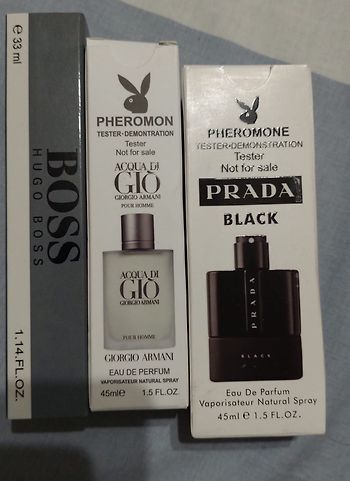 ℮ 33 ml
BOSS
HUGO BOSS
1.14.FL.OZ.
PHEROMON
TESTER-DEMONTRATION
Tester
Not for sale
ACQUA DI
GIÒ
GIORGIO ARMANI
POUR HOMME
ACQUA DI
GIÒ
GIORGIO ARMANI
POUR HOMME
GIORGIO ARMANI
EAU DE PARFUM
VAPORISATEUR NATURAL SPRAY
45ml℮ 1.5 FL.OZ.
PHEROMONE
TESTER-DEMONSTRATION
Tester
Not for sale
PRADA
BLACK
PRADA
BLACK
Eau De Parfum
Vaporisateur Natural Spray
45ml ℮ 1.5 FL.OZ.